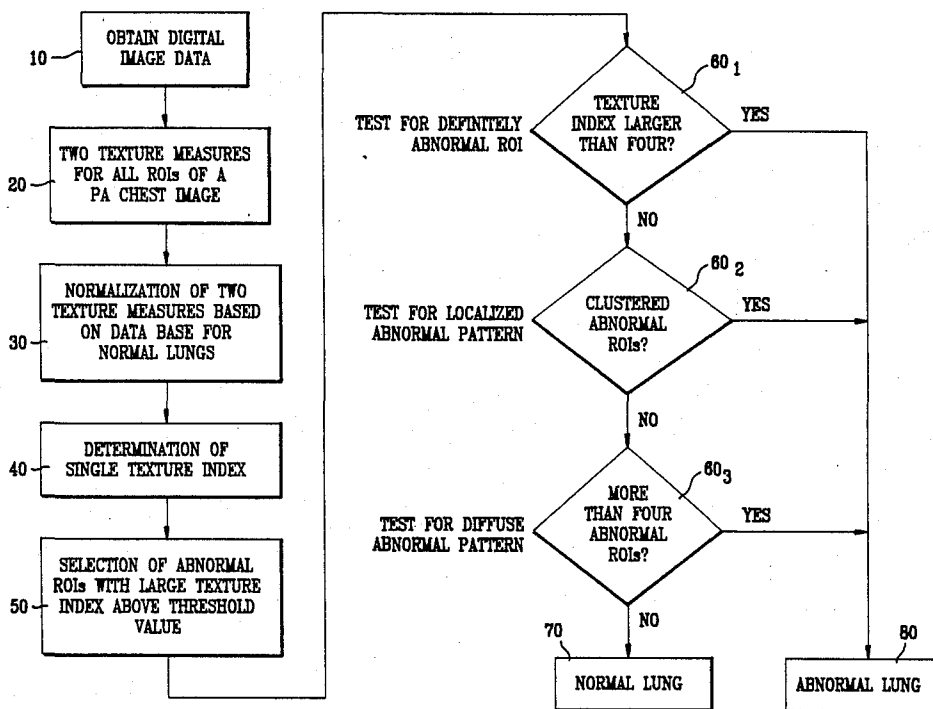 10
OBTAIN DIGITAL
IMAGE DATA
20
TWO TEXTURE MEASURES
FOR ALL ROIs OF A
PA CHEST IMAGE
30
NORMALIZATION OF TWO
TEXTURE MEASURES BASED
ON DATA BASE FOR
NORMAL LUNGS
40
DETERMINATION OF
SINGLE TEXTURE INDEX
50
SELECTION OF ABNORMAL
ROIs WITH LARGE TEXTURE
INDEX ABOVE THRESHOLD
VALUE
60₁
TEST FOR DEFINITELY
ABNORMAL ROI
TEXTURE
INDEX LARGER
THAN FOUR?
YES
NO
60₂
TEST FOR LOCALIZED
ABNORMAL PATTERN
CLUSTERED
ABNORMAL
ROIs?
YES
NO
60₃
TEST FOR DIFFUSE
ABNORMAL PATTERN
MORE
THAN FOUR
ABNORMAL
ROIs?
YES
NO
70
NORMAL LUNG
80
ABNORMAL LUNG